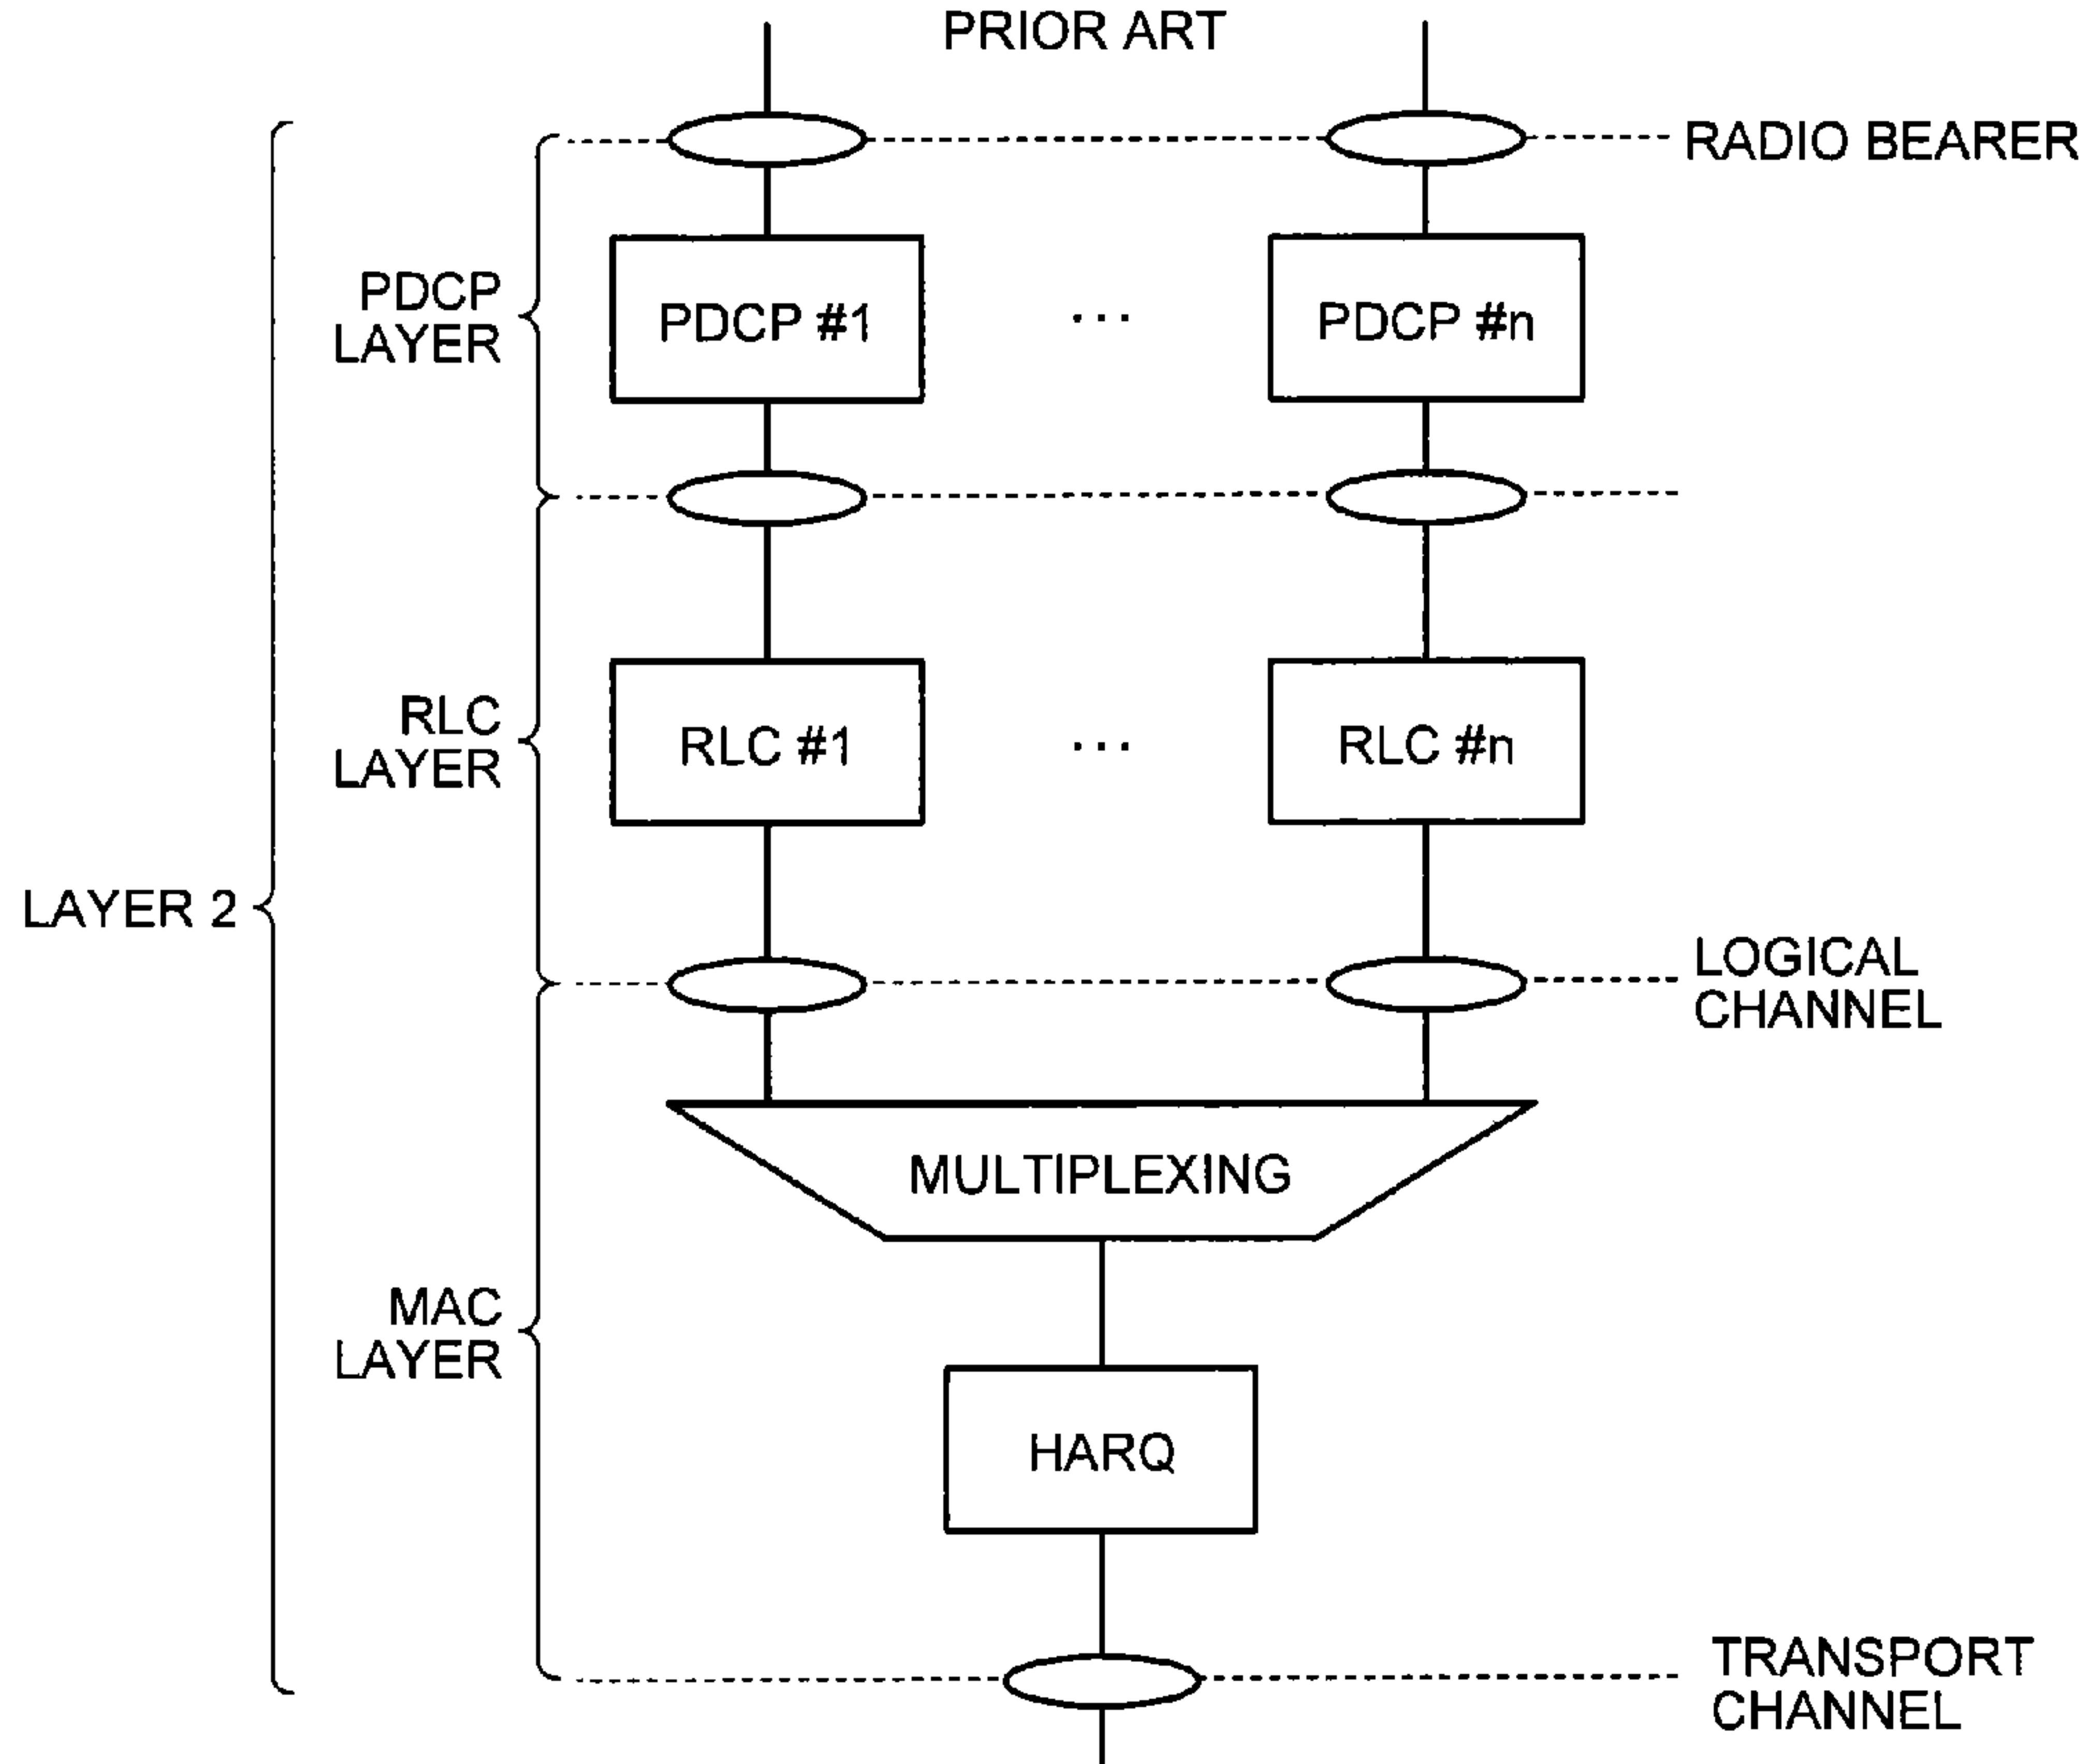 PRIOR ART
RADIO BEARER
PDCP
LAYER
PDCP #1
...
PDCP #n
RLC
LAYER
RLC #1
...
RLC #n
LAYER 2
LOGICAL
CHANNEL
MULTIPLEXING
MAC
LAYER
HARQ
TRANSPORT
CHANNEL